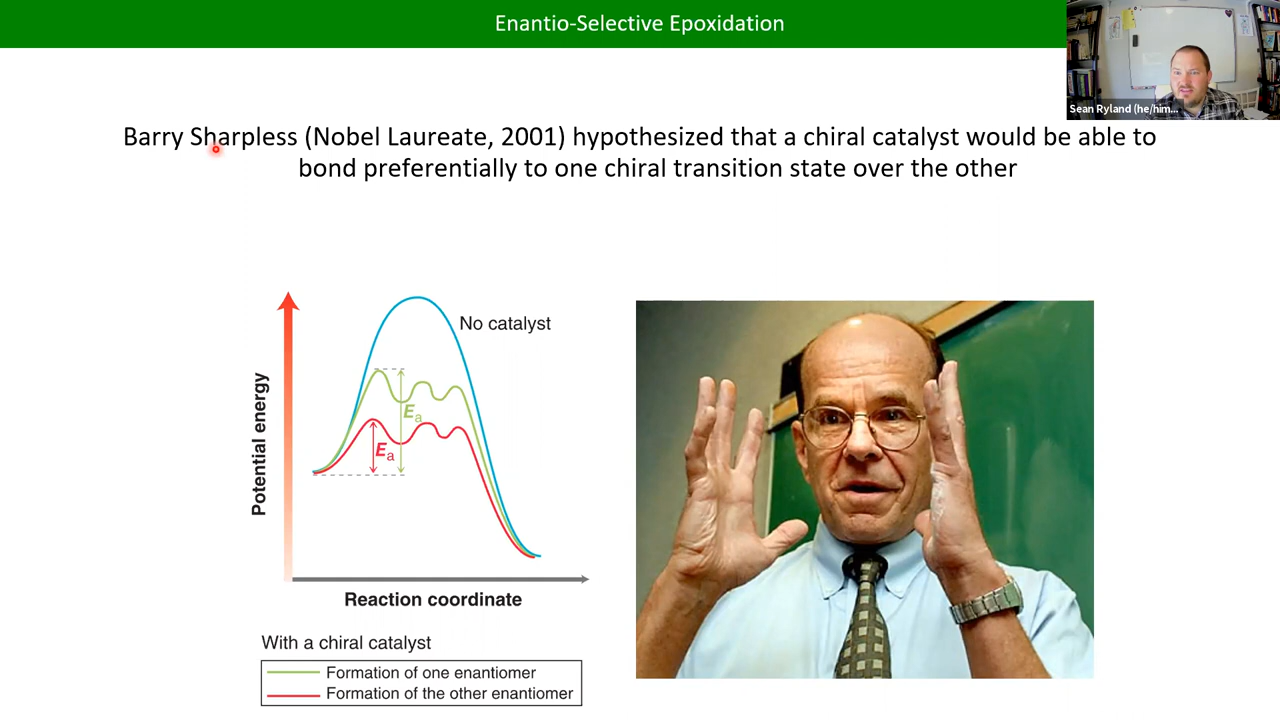 Enantio-Selective Epoxidation
Sean Ryland (he/him...
Barry Sharpless (Nobel Laureate, 2001) hypothesized that a chiral catalyst would be able to
bond preferentially to one chiral transition state over the other
No catalyst
Ea
Ea
Potential energy
Reaction coordinate
With a chiral catalyst
Formation of one enantiomer
Formation of the other enantiomer